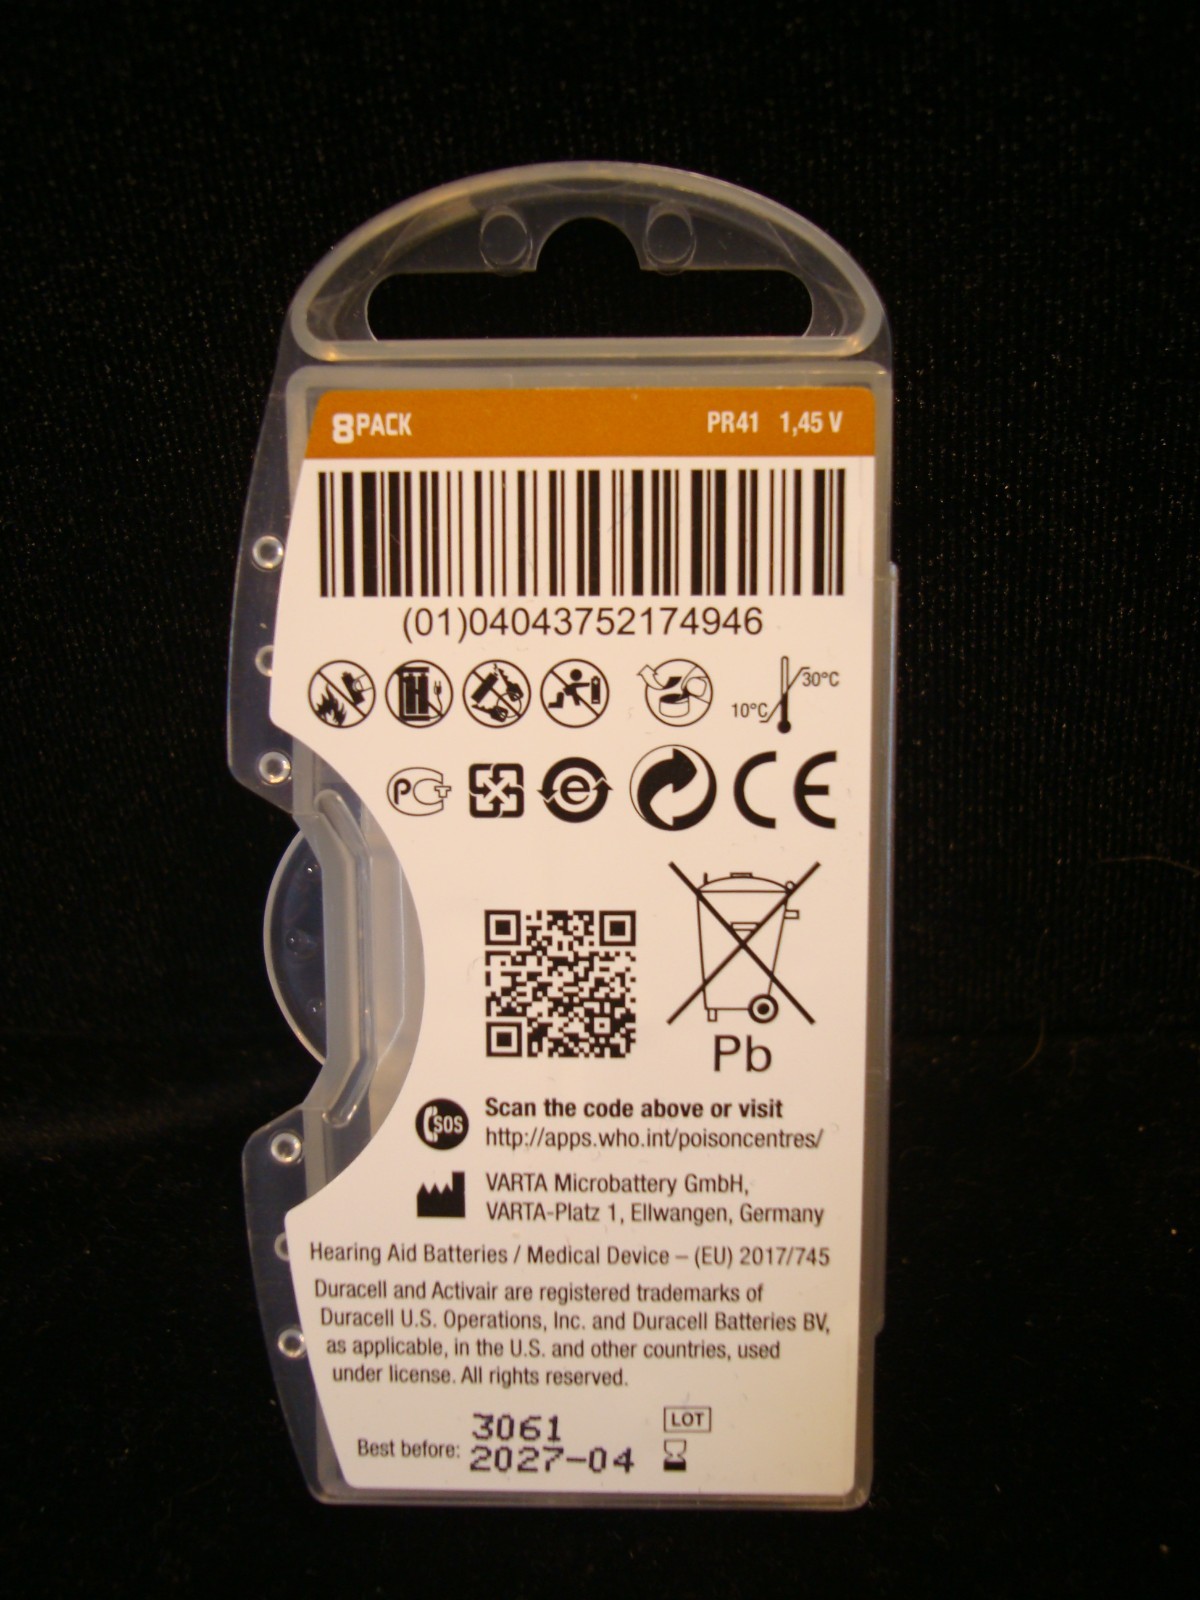 8PACK PR41 1,45 V
(01)04043752174946
30°C
10°C
PCT e CE
Pb
SOS
Scan the code above or visit
http://apps.who.int/poisoncentres/
VARTA Microbattery GmbH,
VARTA-Platz 1, Ellwangen, Germany
Hearing Aid Batteries / Medical Device – (EU) 2017/745
Duracell and Activair are registered trademarks of
Duracell U.S. Operations, Inc. and Duracell Batteries BV,
as applicable, in the U.S. and other countries, used
under license. All rights reserved.
3061 LOT
Best before: 2027-04